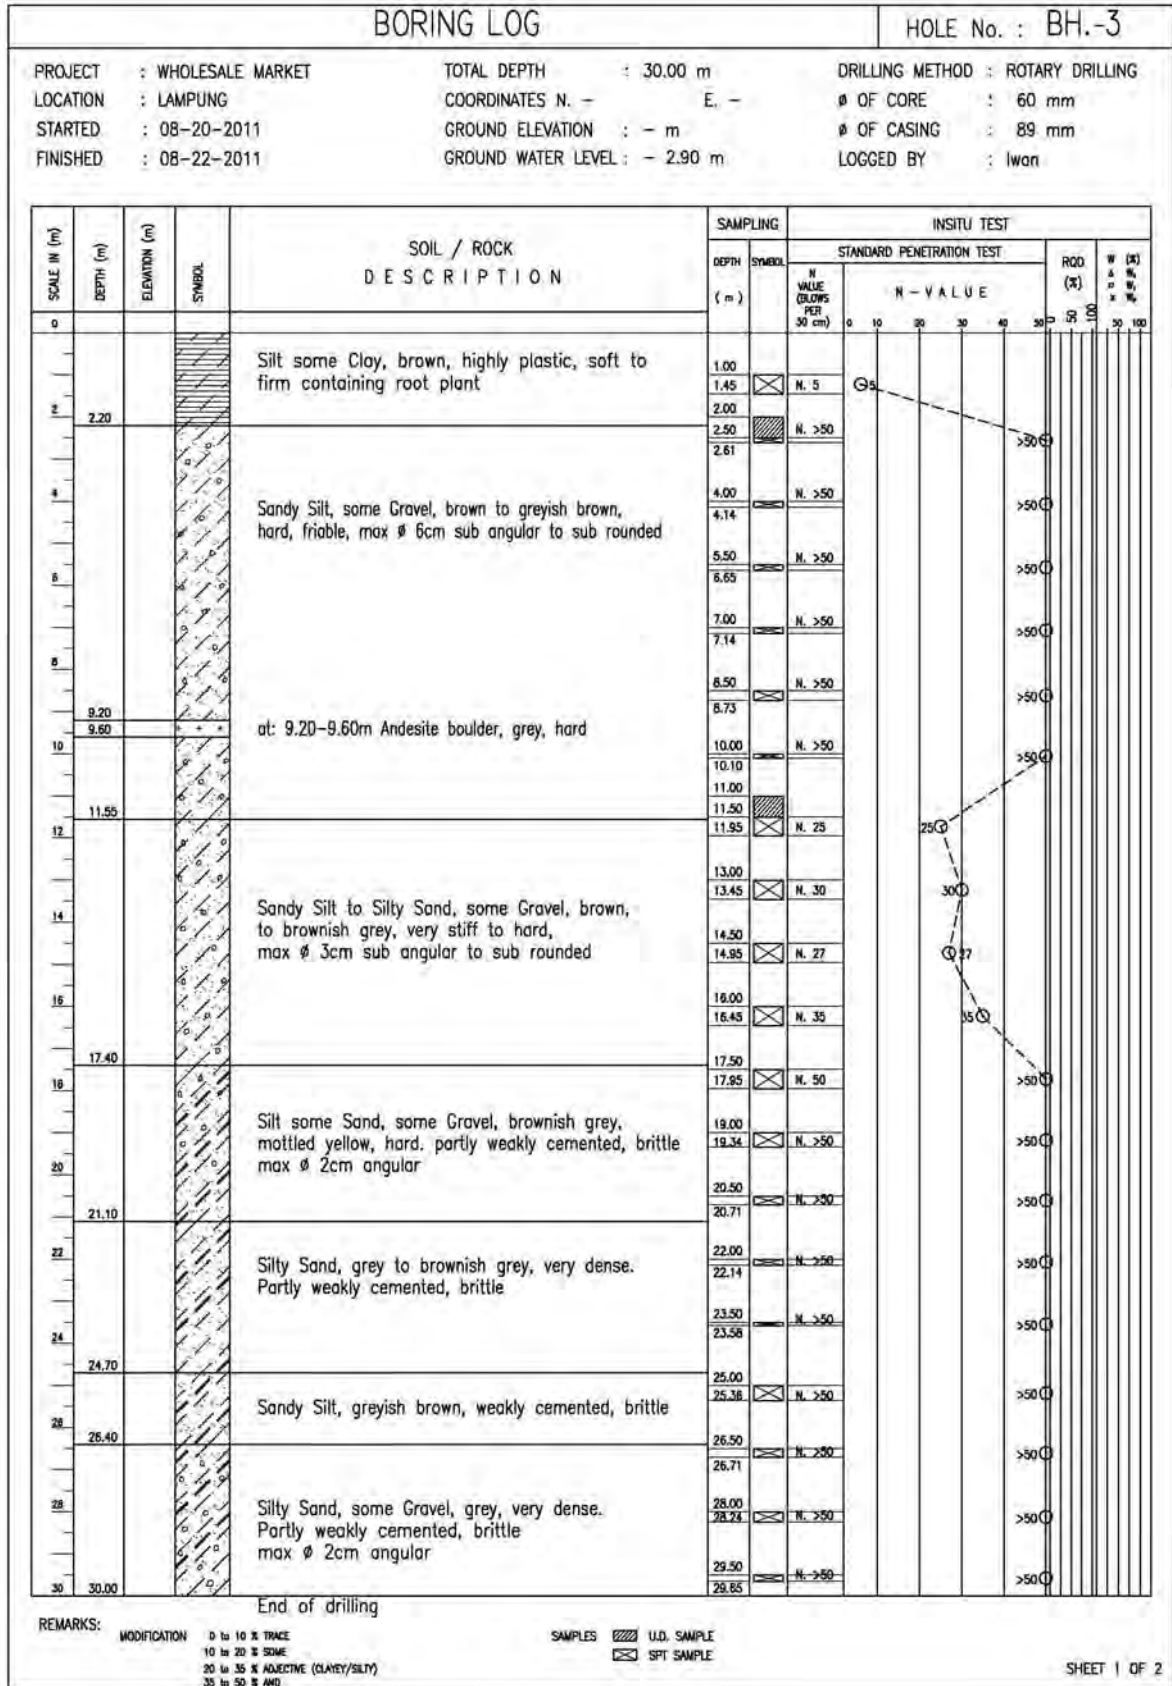 BORING LOG
HOLE No. : BH.-3
PROJECT : WHOLESALE MARKET
LOCATION : LAMPUNG
STARTED : 08-20-2011
FINISHED : 08-22-2011
TOTAL DEPTH : 30.00 m
COORDINATES N. - E. -
GROUND ELEVATION : - m
GROUND WATER LEVEL : - 2.90 m
DRILLING METHOD : ROTARY DRILLING
ø OF CORE : 60 mm
ø OF CASING : 89 mm
LOGGED BY : Iwan
SCALE IN (m)
DEPTH (m)
ELEVATION (m)
SYMBOL
SOIL / ROCK
DESCRIPTION
SAMPLING
DEPTH (m)
SYMBOL
INSITU TEST
STANDARD PENETRATION TEST
N VALUE (BLOWS PER 30 cm)
N-VALUE
0 10 20 30 50
RQD (%)
0 50 100
W (%)
50 100
0
Silt some Clay, brown, highly plastic, soft to
firm containing root plant
1.00
1.45 N. 5 5
2 2.00
2.20
2.50 N. >50 >50
2.61
4 4.00 N. >50 >50
4.14
Sandy Silt, some Gravel, brown to greyish brown,
hard, friable, max ø 6cm sub angular to sub rounded
5.50 N. >50 >50
6 6.65
7.00 N. >50 >50
7.14
8 8.50 N. >50 >50
8.73
9.20
9.60 at: 9.20-9.60m Andesite boulder, grey, hard
10 10.00 N. >50 >50
10.10
11.00
11.55 11.50
12 11.95 N. 25 25
13.00
13.45 N. 30 30
Sandy Silt to Silty Sand, some Gravel, brown,
to brownish grey, very stiff to hard,
max ø 3cm sub angular to sub rounded
14 14.50
14.95 N. 27 27
16 16.00
16.45 N. 35 35
17.40 17.50
18 17.95 N. 50 >50
Silt some Sand, some Gravel, brownish grey,
mottled yellow, hard. partly weakly cemented, brittle
max ø 2cm angular
19.00
19.34 N. >50 >50
20 20.50
20.71 N. >50 >50
21.10
22 22.00 N. >50 >50
22.14
Silty Sand, grey to brownish grey, very dense.
Partly weakly cemented, brittle
23.50 N. >50 >50
24 23.58
24.70
25.00
25.36 N. >50 >50
Sandy Silt, greyish brown, weakly cemented, brittle
26
26.40 26.50 N. >50 >50
26.71
28 28.00
28.24 N. >50 >50
Silty Sand, some Gravel, grey, very dense.
Partly weakly cemented, brittle
max ø 2cm angular
29.50 N. >50 >50
30 30.00 29.65
End of drilling
REMARKS:
MODIFICATION 0 to 10 % TRACE
10 to 20 % SOME
20 to 35 % ADJECTIVE (CLAYEY/SILTY)
35 to 50 % AND
SAMPLES U.D. SAMPLE
SPT SAMPLE
SHEET 1 OF 2